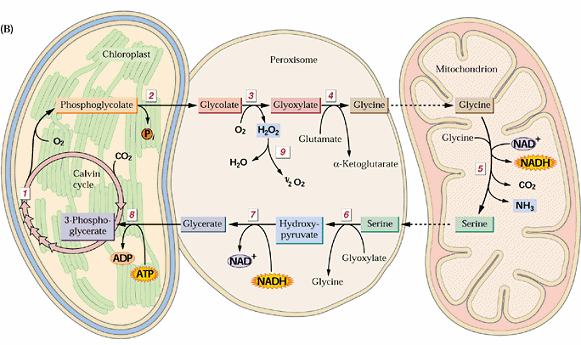 (B)
Chloroplast
Peroxisome
Mitochondrion
Phosphoglycolate
2
P
Glycolate
3
Glyoxylate
4
Glycine
Glycine
O₂
CO₂
O₂
H₂O₂
Glutamate
α-Ketoglutarate
9
H₂O
½ O₂
Glycine
NAD⁺
NADH
5
CO₂
NH₃
1
Calvin
cycle
3-Phospho-
glycerate
8
ADP
ATP
Glycerate
7
NAD⁺
NADH
Hydroxy-
pyruvate
6
Glyoxylate
Glycine
Serine
Serine